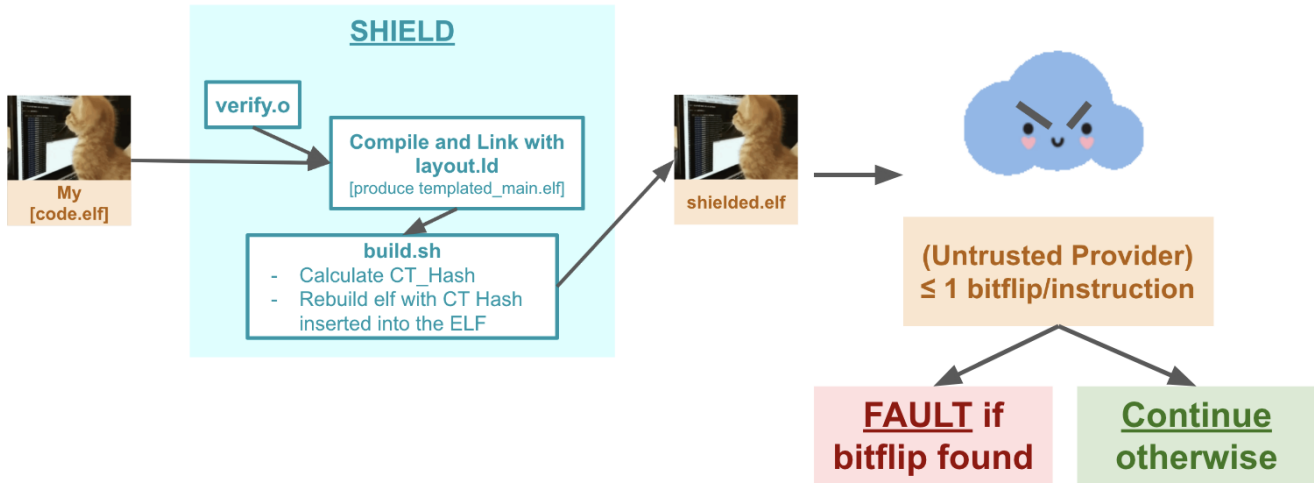 SHIELD
verify.o
Compile and Link with
layout.ld
[produce templated_main.elf]
My
[code.elf]
build.sh
- Calculate CT_Hash
- Rebuild elf with CT Hash
inserted into the ELF
shielded.elf
(Untrusted Provider)
≤ 1 bitflip/instruction
FAULT if
bitflip found
Continue
otherwise